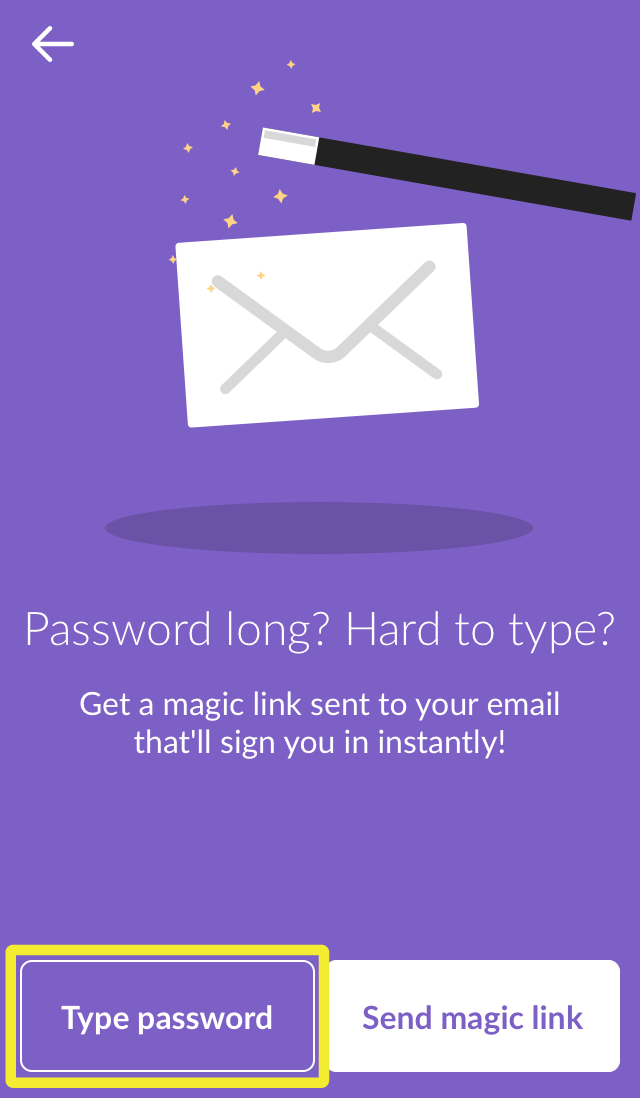 Password long? Hard to type?
Get a magic link sent to your email
that'll sign you in instantly!
Type password
Send magic link